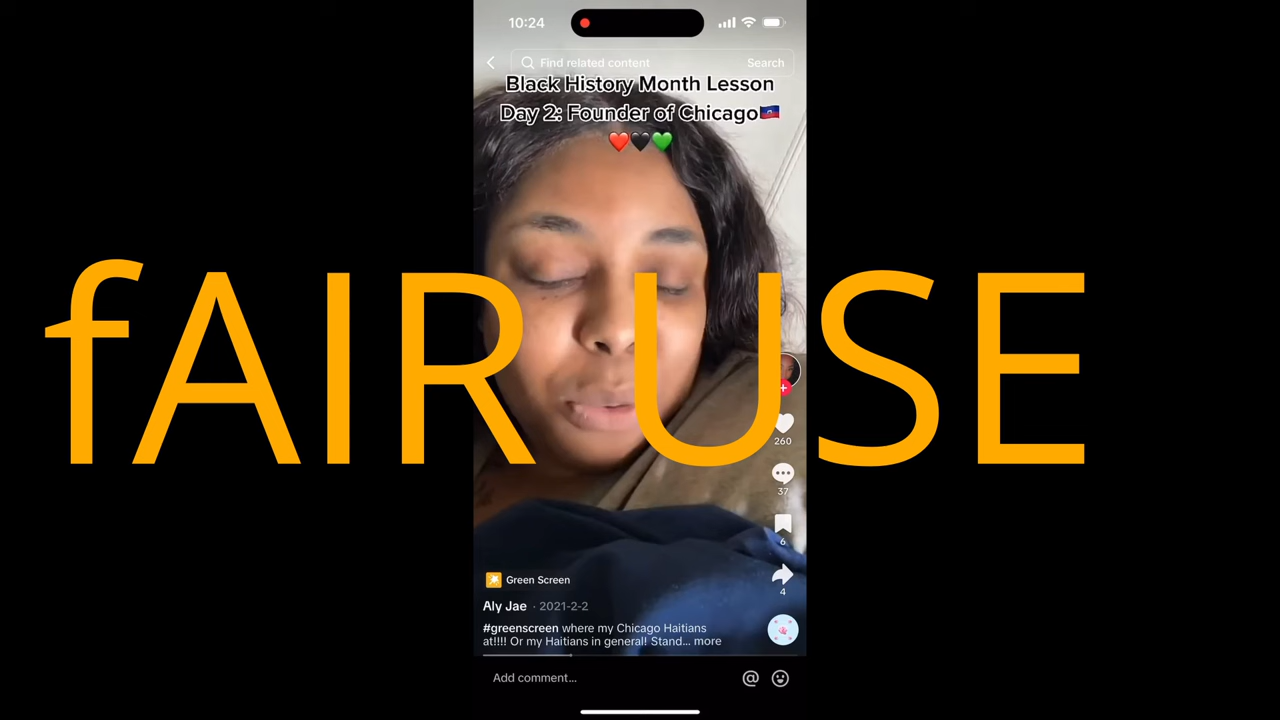 10:24
Find related content
Search
Black History Month Lesson
Day 2: Founder of Chicago🇭🇹
❤️🖤💚
fAIR USE
260
37
6
4
Green Screen
Aly Jae · 2021-2-2
#greenscreen where my Chicago Haitians
at!!!! Or my Haitians in general! Stand... more
Add comment...
@